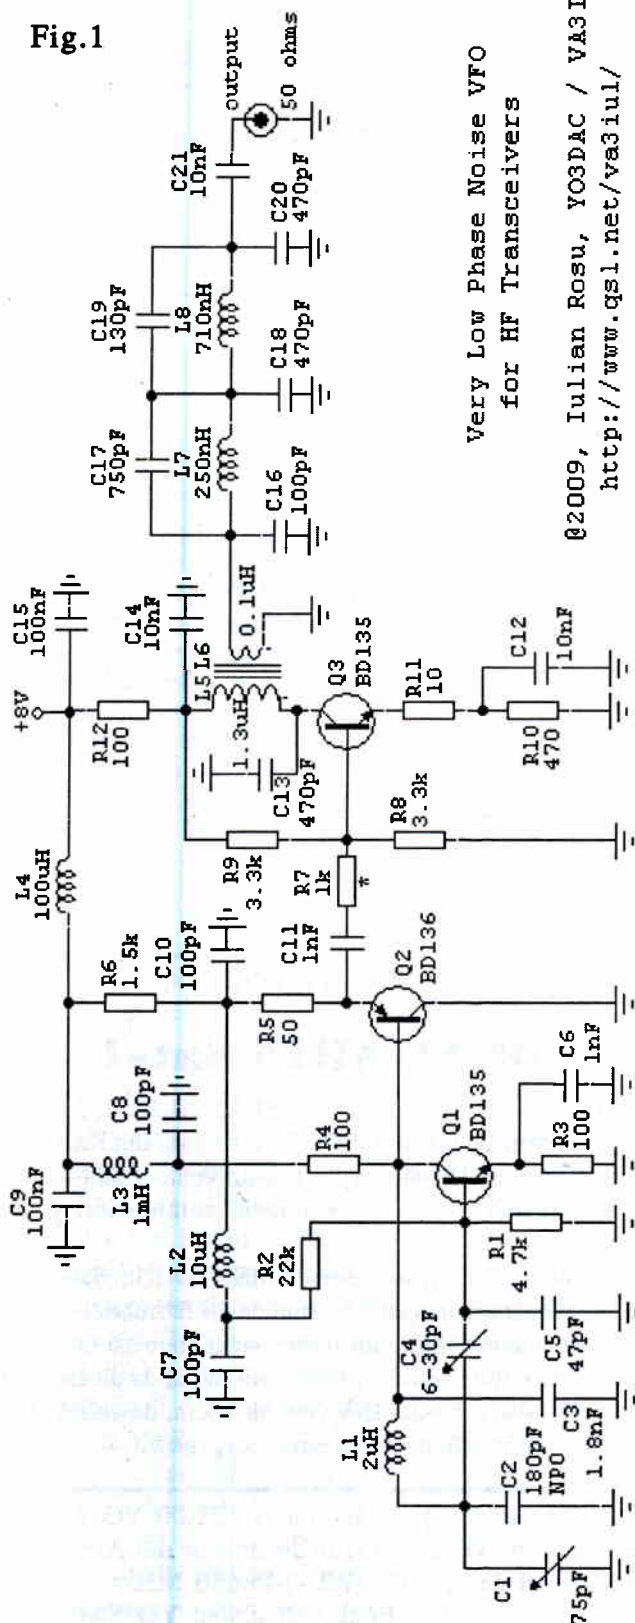 Fig.1
output
50 ohms
C21
10nF
C20
470pF
C19
130pF
L8
710nH
C18
470pF
C17
750pF
L7
250nH
C16
100pF
Very Low Phase Noise VFO
for HF Transceivers
@2009, Iulian Rosu, YO3DAC / VA3I
http://www.qsl.net/va3iul/
C15
100nF
+8V
C14
10nF
R12
100
L5 L6
1.3uH
0.1uH
C13
470pF
Q3
BD135
R11
10
C12
10nF
R10
470
R9
3.3k
R8
3.3k
R7
1k
*
L4
100uH
R6
1.5k
C10
100pF
C11
1nF
R5
50
Q2
BD136
C9
100nF
L3
1mH
C8
100pF
R4
100
Q1
BD135
C6
1nF
R3
100
L2
10uH
R2
22k
R1
4.7k
C7
100pF
C4
6-30pF
C5
47pF
L1
2uH
C3
1.8nF
C2
180pF
NPO
C1
75pF